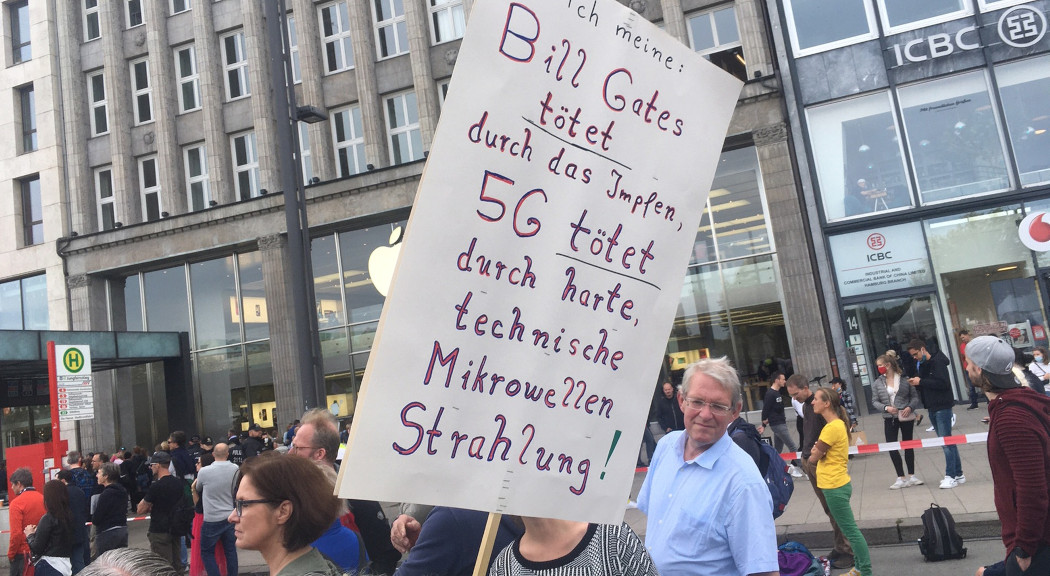 Ich meine:
Bill Gates
tötet
durch das Impfen,
5G tötet
durch harte,
technische
Mikrowellen
Strahlung!
ICBC
ICBC
INDUSTRIAL AND
COMMERCIAL BANK OF CHINA LIMITED
HAMBURG BRANCH
14
H